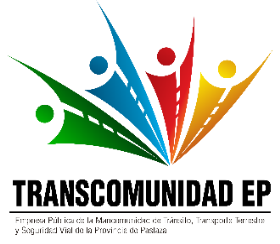 TRANSCOMUNIDAD EP
Empresa Pública de la Mancomunidad de Tránsito, Transporte Terrestre
y Seguridad Vial de la Provincia de Pastaza